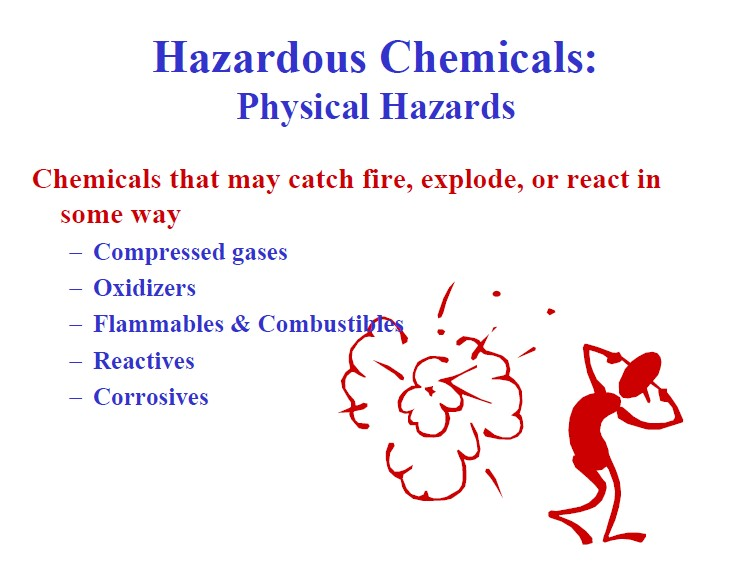 Hazardous Chemicals:
Physical Hazards
Chemicals that may catch fire, explode, or react in
some way
– Compressed gases
– Oxidizers
– Flammables & Combustibles
– Reactives
– Corrosives